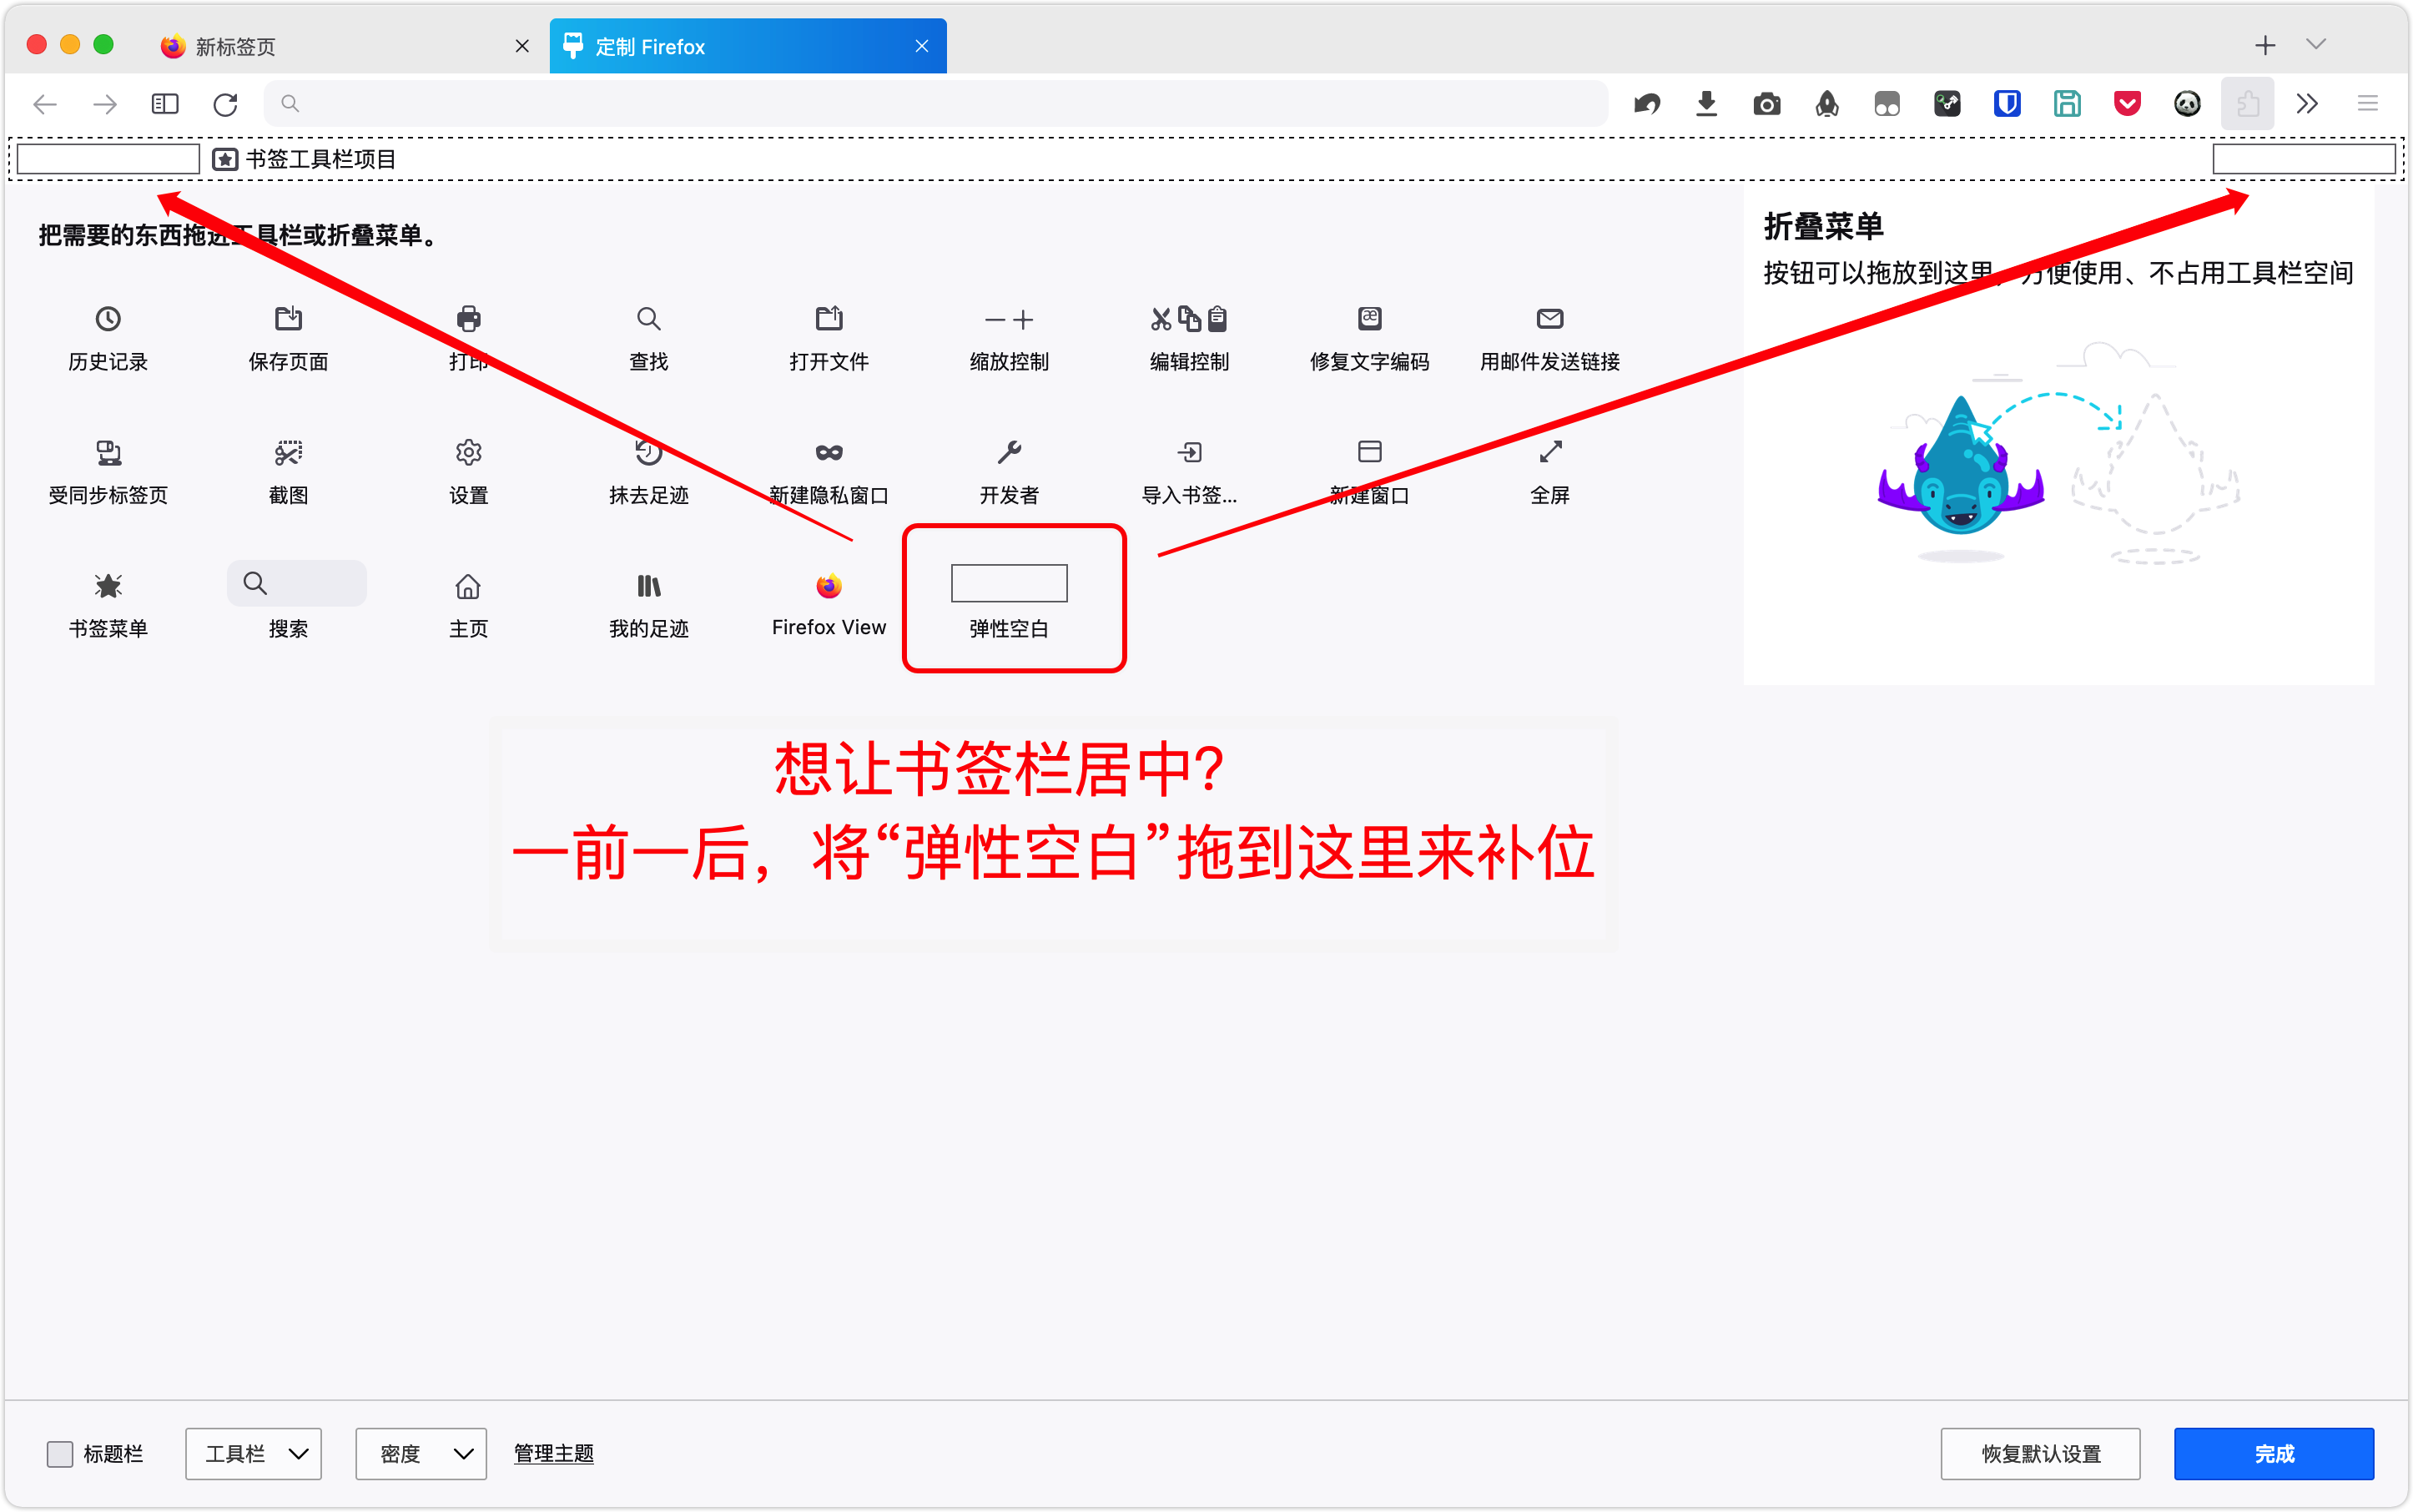 新标签页
定制 Firefox
书签工具栏项目
把需要的东西拖进工具栏或折叠菜单。
折叠菜单
按钮可以拖放到这里，方便使用、不占用工具栏空间
历史记录
保存页面
打印
查找
打开文件
缩放控制
编辑控制
修复文字编码
用邮件发送链接
受同步标签页
截图
设置
抹去足迹
新建隐私窗口
开发者
导入书签...
新建窗口
全屏
书签菜单
搜索
主页
我的足迹
Firefox View
弹性空白
想让书签栏居中?
一前一后，将“弹性空白”拖到这里来补位
标题栏
工具栏
密度
管理主题
恢复默认设置
完成